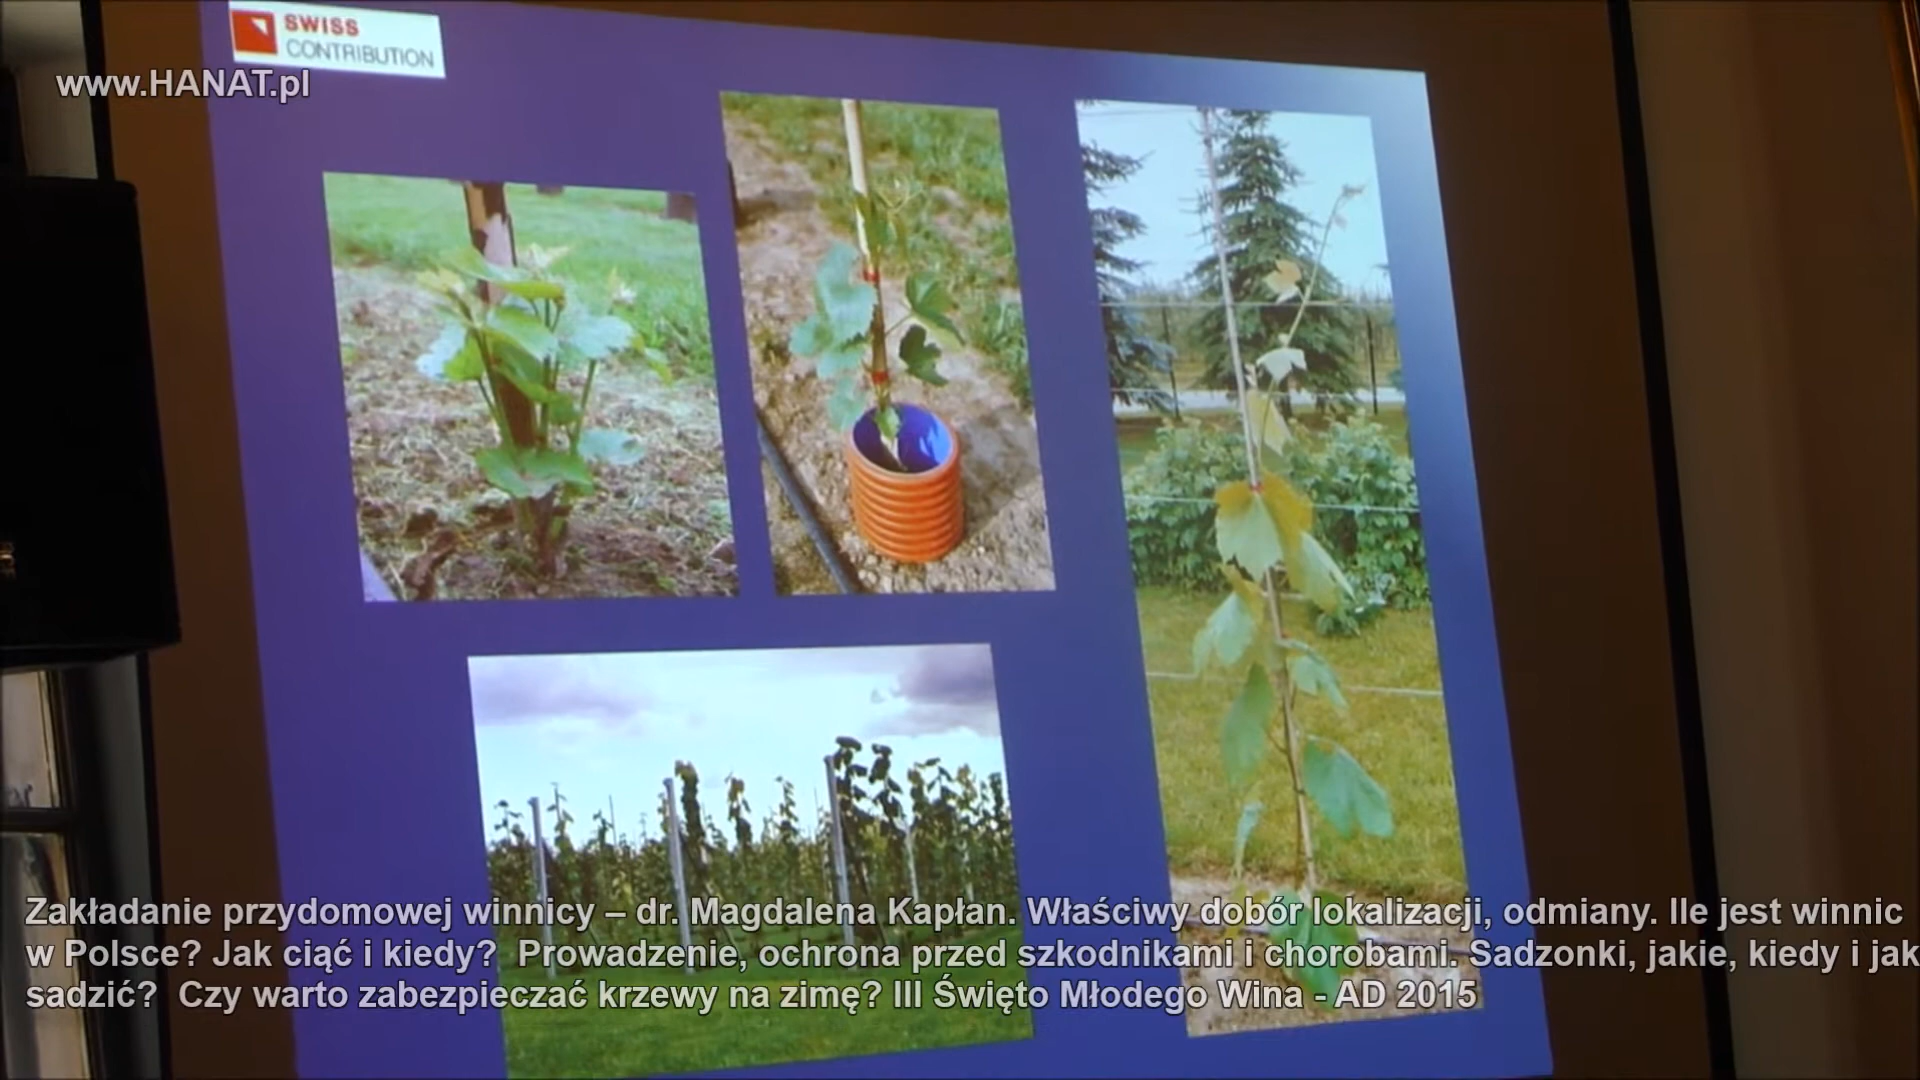 SWISS
CONTRIBUTION
www.HANAT.pl
Zakładanie przydomowej winnicy – dr. Magdalena Kapłan. Właściwy dobór lokalizacji, odmiany. Ile jest winnic
w Polsce? Jak ciąć i kiedy?  Prowadzenie, ochrona przed szkodnikami i chorobami. Sadzonki, jakie, kiedy i jak
sadzić?  Czy warto zabezpieczać krzewy na zimę? III Święto Młodego Wina - AD 2015